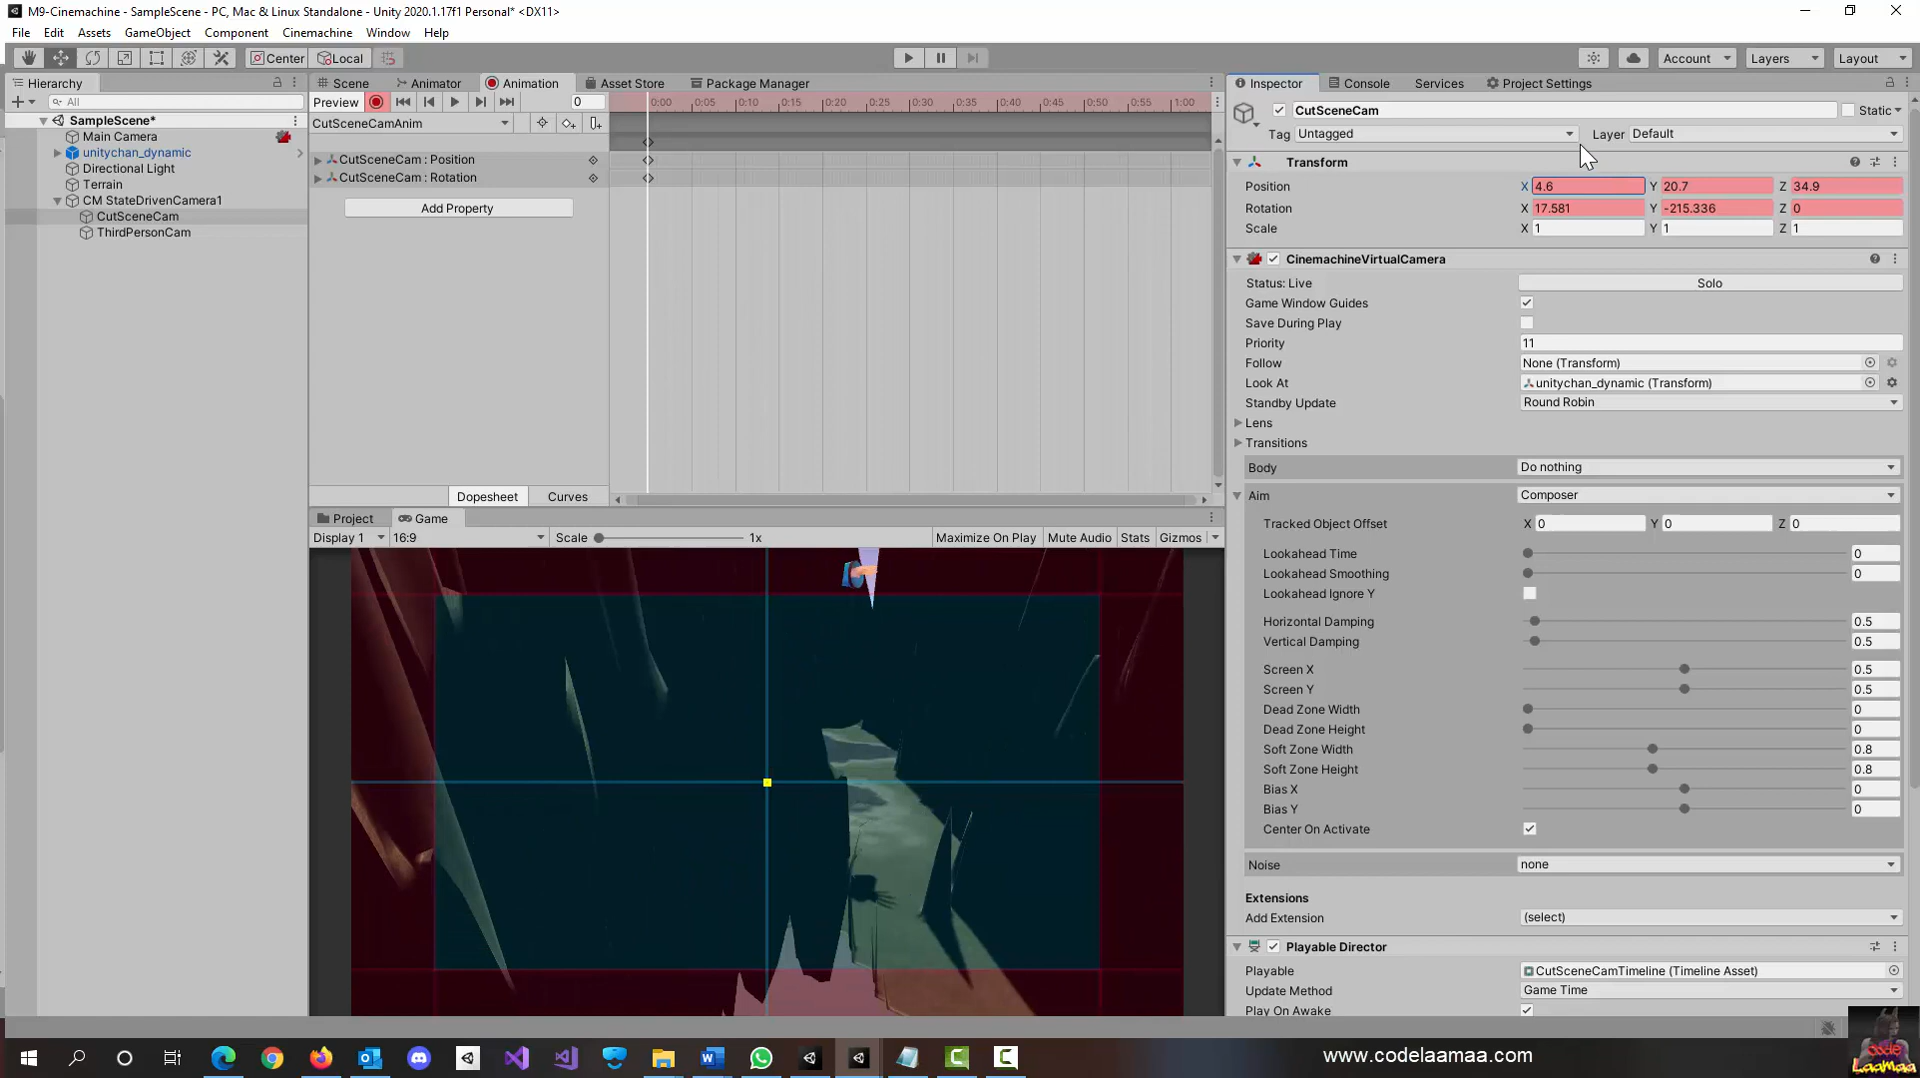 M9-Cinemachine - SampleScene - PC, Mac & Linux Standalone - Unity 2020.1.17f1 Personal* <DX11>
File Edit Assets GameObject Component Cinemachine Window Help
Center Local Account Layers Layout
Hierarchy
All
SampleScene*
Main Camera
unitychan_dynamic
Directional Light
Terrain
CM StateDrivenCamera1
CutSceneCam
ThirdPersonCam
Scene Animator Animation Asset Store Package Manager
Preview 0 0:00 0:05 0:10 0:15 0:20 0:25 0:30 0:35 0:40 0:45 0:50 0:55 1:00
CutSceneCamAnim
CutSceneCam : Position
CutSceneCam : Rotation
Add Property
Dopesheet Curves
Project Game
Display 1 16:9 Scale 1x Maximize On Play Mute Audio Stats Gizmos
Inspector Console Services Project Settings
CutSceneCam Static
Tag Untagged Layer Default
Transform
Position X 4.6 Y 20.7 Z 34.9
Rotation X 17.581 Y -215.336 Z 0
Scale X 1 Y 1 Z 1
CinemachineVirtualCamera
Status: Live Solo
Game Window Guides
Save During Play
Priority 11
Follow None (Transform)
Look At unitychan_dynamic (Transform)
Standby Update Round Robin
Lens
Transitions
Body Do nothing
Aim Composer
Tracked Object Offset X 0 Y 0 Z 0
Lookahead Time 0
Lookahead Smoothing 0
Lookahead Ignore Y
Horizontal Damping 0.5
Vertical Damping 0.5
Screen X 0.5
Screen Y 0.5
Dead Zone Width 0
Dead Zone Height 0
Soft Zone Width 0.8
Soft Zone Height 0.8
Bias X 0
Bias Y 0
Center On Activate
Noise none
Extensions
Add Extension (select)
Playable Director
Playable CutSceneCamTimeline (Timeline Asset)
Update Method Game Time
Play On Awake
www.codelaamaa.com
Code
Laamaa